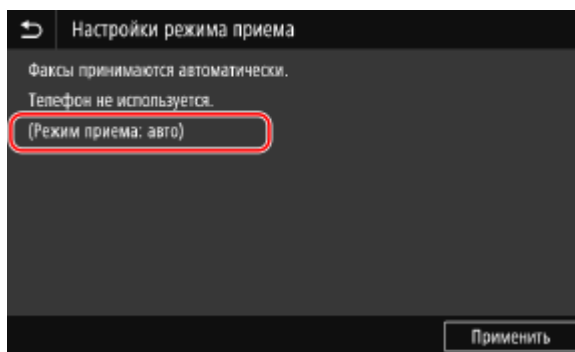 Настройки режима приема
Факсы принимаются автоматически.
Телефон не используется.
(Режим приема: авто)
Применить